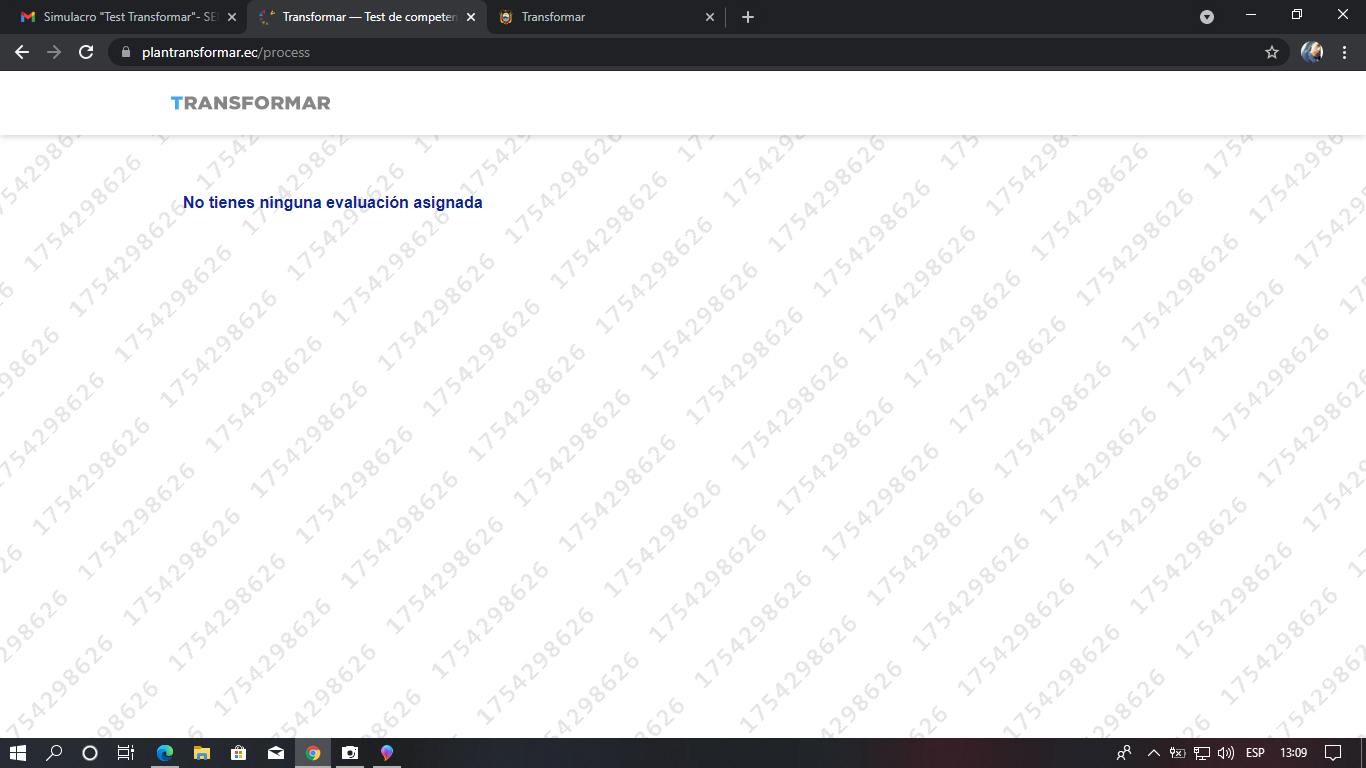 Simulacro "Test Transformar"- SE
Transformar — Test de competen
Transformar
plantransformar.ec/process
TRANSFORMAR
No tienes ninguna evaluación asignada
1754298626
ESP
13:09